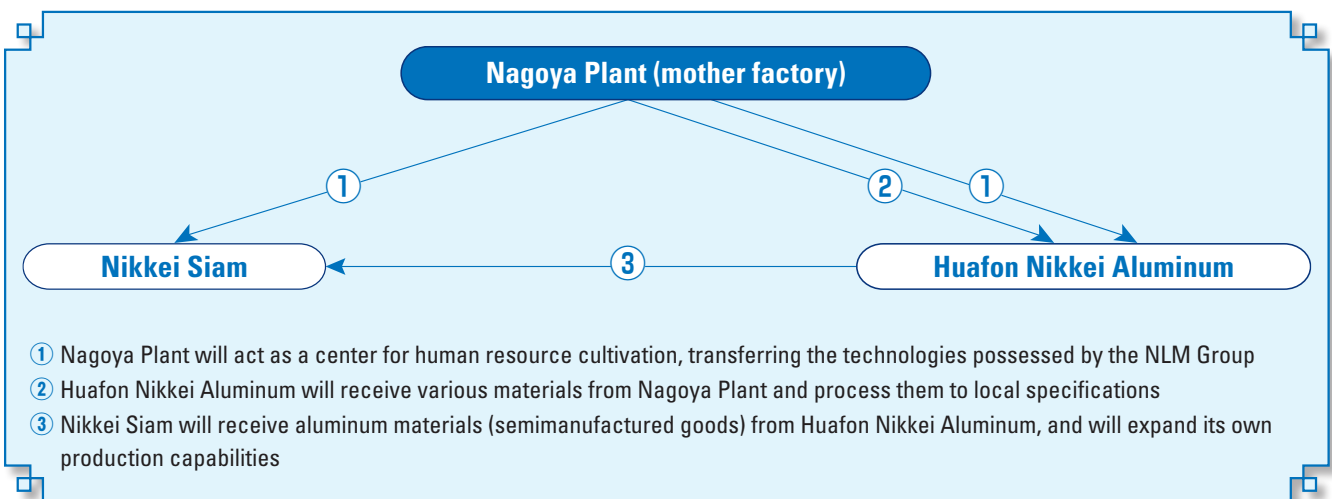 Nagoya Plant (mother factory)
① ② ①
Nikkei Siam ③ Huafon Nikkei Aluminum
① Nagoya Plant will act as a center for human resource cultivation, transferring the technologies possessed by the NLM Group
② Huafon Nikkei Aluminum will receive various materials from Nagoya Plant and process them to local specifications
③ Nikkei Siam will receive aluminum materials (semimanufactured goods) from Huafon Nikkei Aluminum, and will expand its own
production capabilities